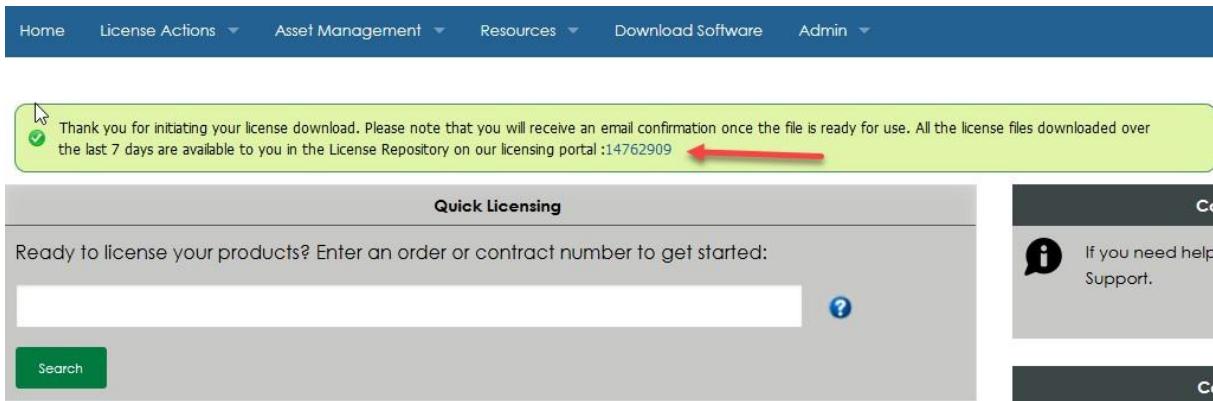 Home License Actions Asset Management Resources Download Software Admin
Thank you for initiating your license download. Please note that you will receive an email confirmation once the file is ready for use. All the license files downloaded over
the last 7 days are available to you in the License Repository on our licensing portal :14762909
Quick Licensing
Ready to license your products? Enter an order or contract number to get started:
?
Search
If you need help
Support.